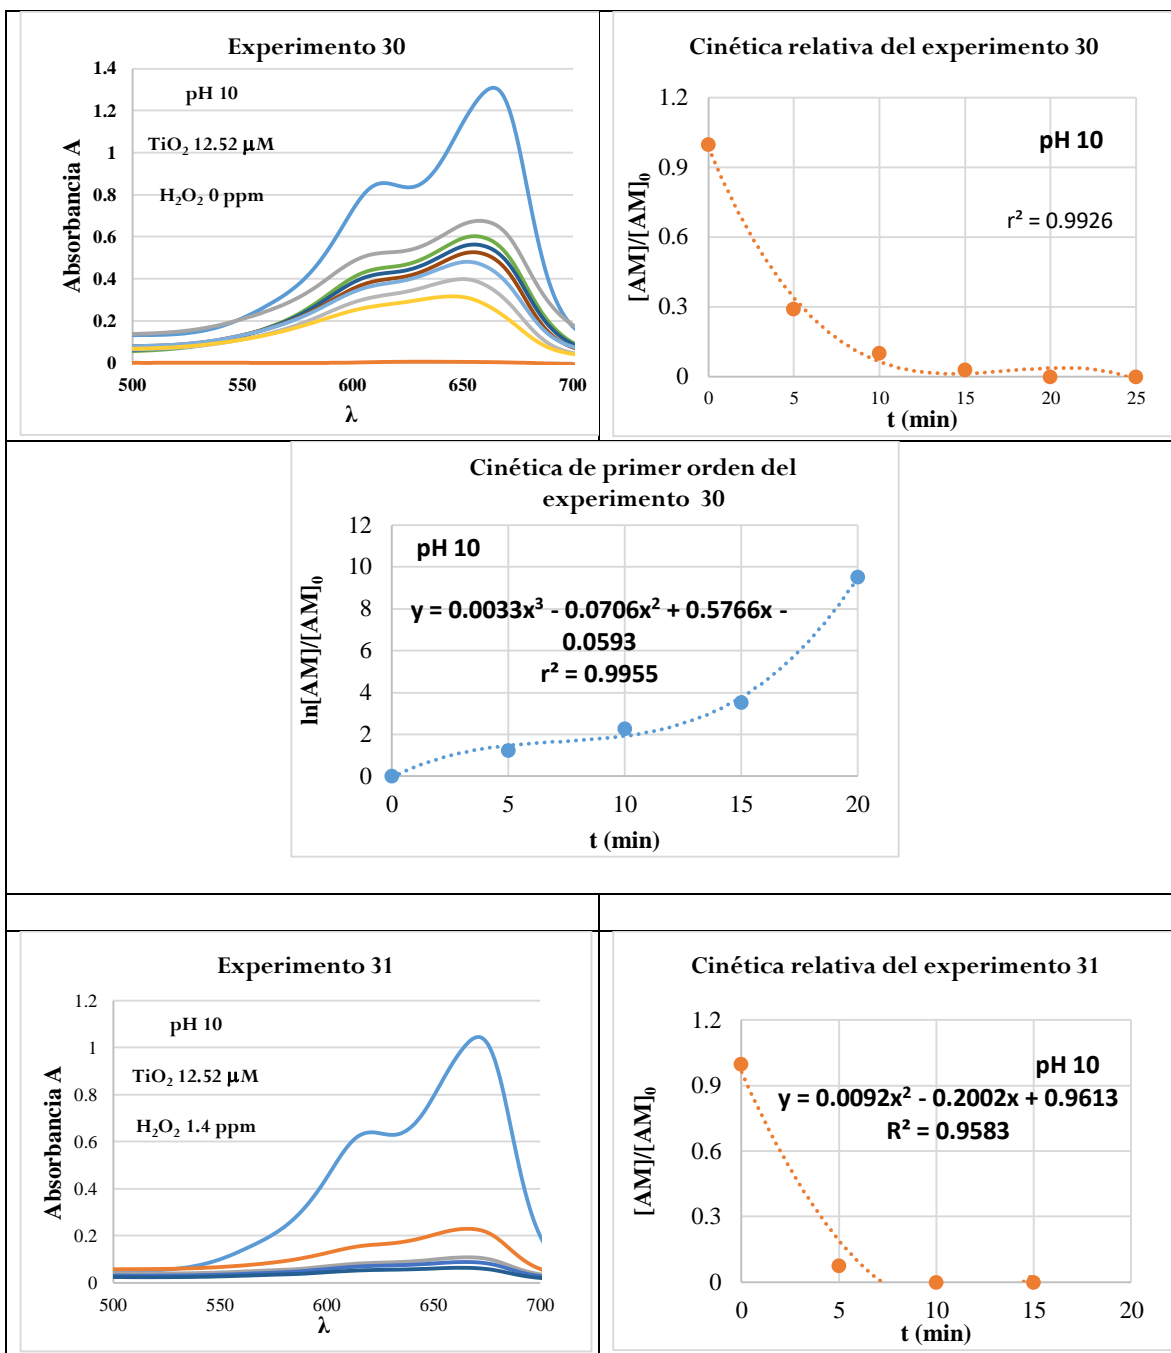 Experimento 30
1.4
1.2
1
0.8
0.6
0.4
0.2
0
500
550
600
650
700
Absorbancia A
λ
pH 10
TiO₂ 12.52 µM
H₂O₂ 0 ppm
Cinética relativa del experimento 30
1.2
0.9
0.6
0.3
0
0
5
10
15
20
25
[AM]/[AM]₀
t (min)
pH 10
r² = 0.9926
Cinética de primer orden del
experimento 30
12
10
8
6
4
2
0
0
5
10
15
20
ln[AM]/[AM]₀
t (min)
pH 10
y = 0.0033x³ - 0.0706x² + 0.5766x -
0.0593
r² = 0.9955
Experimento 31
1.2
1
0.8
0.6
0.4
0.2
0
500
550
600
650
700
Absorbancia A
λ
pH 10
TiO₂ 12.52 µM
H₂O₂ 1.4 ppm
Cinética relativa del experimento 31
1.2
0.9
0.6
0.3
0
0
5
10
15
20
[AM]/[AM]₀
t (min)
pH 10
y = 0.0092x² - 0.2002x + 0.9613
R² = 0.9583